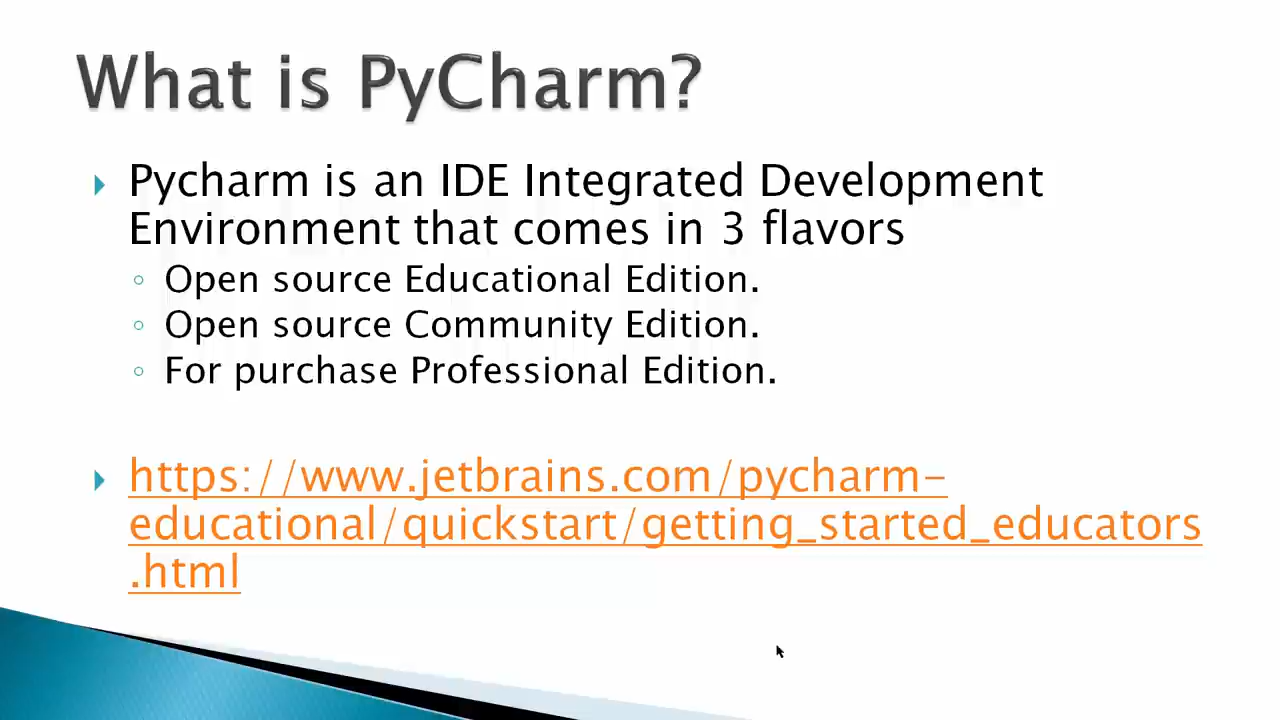 What is PyCharm?
Pycharm is an IDE Integrated Development
Environment that comes in 3 flavors
Open source Educational Edition.
Open source Community Edition.
For purchase Professional Edition.
https://www.jetbrains.com/pycharm-
educational/quickstart/getting_started_educators
.html